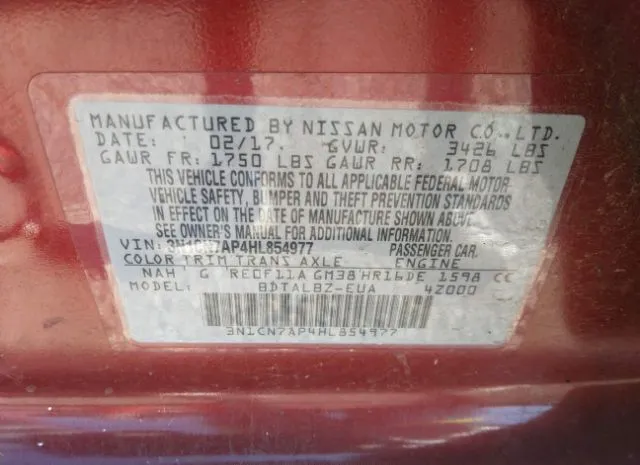 MANUFACTURED BY NISSAN MOTOR CO.,LTD.
DATE: 02/17 GVWR: 3426 LBS
GAWR FR: 1750 LBS GAWR RR: 1708 LBS
THIS VEHICLE CONFORMS TO ALL APPLICABLE FEDERAL MOTOR
VEHICLE SAFETY, BUMPER AND THEFT PREVENTION STANDARDS
IN EFFECT ON THE DATE OF MANUFACTURE SHOWN ABOVE.
SEE OWNER'S MANUAL FOR ADDITIONAL INFORMATION.
VIN: 3N1CN7AP4HL854977 PASSENGER CAR
COLOR TRIM TRANS AXLE ENGINE
NAH G RE0F11A GM38 HR16DE 1598 CC
MODEL: BDTALBZ-EUA 4Z000
3N1CN7AP4HL854977